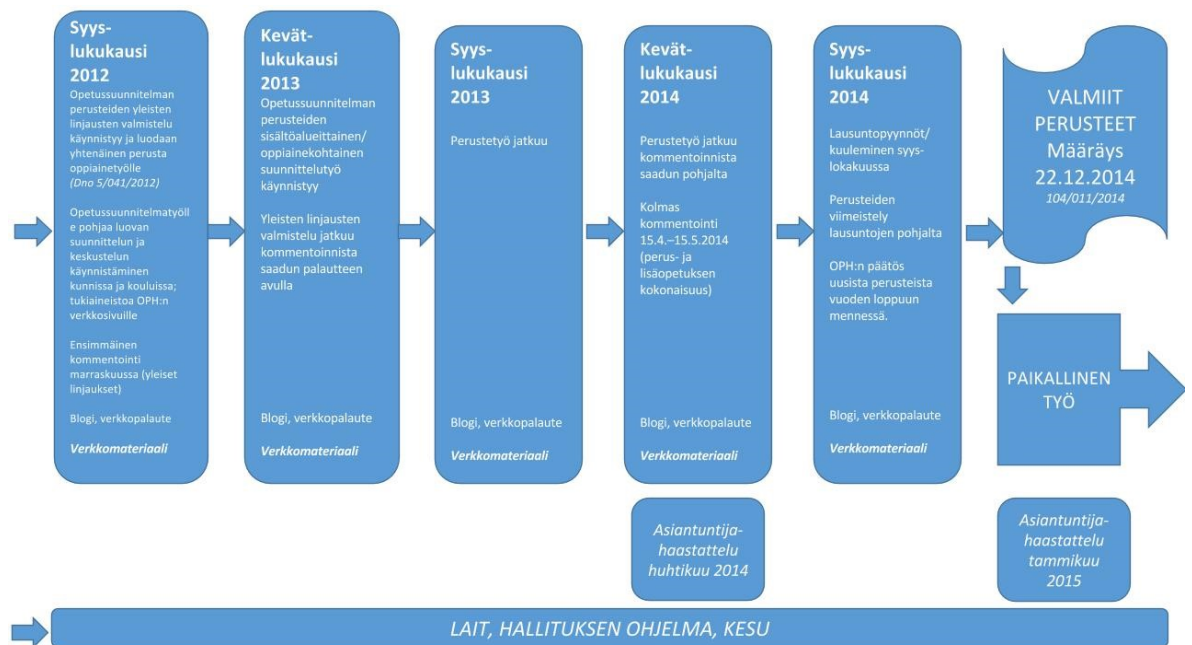 Syys-
lukukausi
2012
Opetussuunnitelman
perusteiden yleisten
linjausten valmistelu
käynnistyy ja luodaan
yhtenäinen perusta
oppiainetyölle
(Dno 5/041/2012)
Opetussuunnitelmatyöll
e pohjaa luovan
suunnittelun ja
keskustelun
käynnistäminen
kunnissa ja kouluissa;
tukiaineistoa OPH:n
verkkosivuille
Ensimmäinen
kommentointi
marraskuussa (yleiset
linjaukset)
Blogi, verkkopalaute
Verkkomateriaali
Kevät-
lukukausi
2013
Opetussuunnitelman
perusteiden
sisältöalueittainen/
oppiainekohtainen
suunnittelutyö
käynnistyy
Yleisten linjausten
valmistelu jatkuu
kommentoinnista
saadun palautteen
avulla
Blogi, verkkopalaute
Verkkomateriaali
Syys-
lukukausi
2013
Perustetyö jatkuu
Blogi, verkkopalaute
Verkkomateriaali
Kevät-
lukukausi
2014
Perustetyö jatkuu
kommentoinnista
saadun pohjalta
Kolmas
kommentointi
15.4.–15.5.2014
(perus- ja
lisäopetuksen
kokonaisuus)
Blogi, verkkopalaute
Verkkomateriaali
Syys-
lukukausi
2014
Lausuntopyynnöt/
kuuleminen syys-
lokakuussa
Perusteiden
viimeistely
lausuntojen pohjalta
OPH:n päätös
uusista perusteista
vuoden loppuun
mennessä.
Blogi, verkkopalaute
Verkkomateriaali
VALMIIT
PERUSTEET
Määräys
22.12.2014
104/011/2014
PAIKALLINEN
TYÖ
Asiantuntija-
haastattelu
huhtikuu 2014
Asiantuntija-
haastattelu
tammikuu
2015
LAIT, HALLITUKSEN OHJELMA, KESU